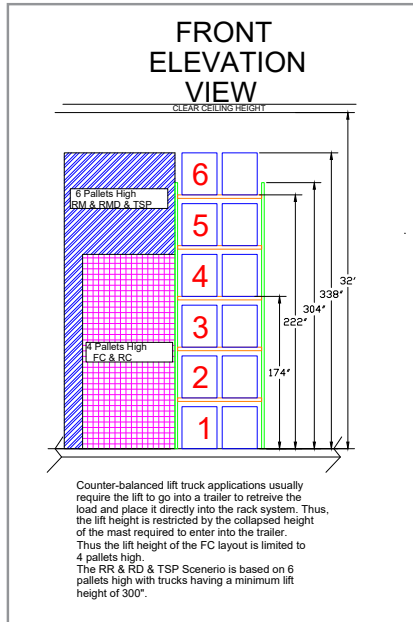 FRONT
ELEVATION
VIEW
CLEAR CEILING HEIGHT
6
6 Pallets High
RM & RMD & TSP
5
4
32'
338"
304"
222"
3
174"
4 Pallets High
FC & RC
2
1
Counter-balanced lift truck applications usually
require the lift to go into a trailer to retreive the
load and place it directly into the rack system. Thus,
the lift height is restricted by the collapsed height
of the mast required to enter into the trailer.
Thus the lift height of the FC layout is limited to
4 pallets high.
The RR & RD & TSP Scenerio is based on 6
pallets high with trucks having a minimum lift
height of 300".